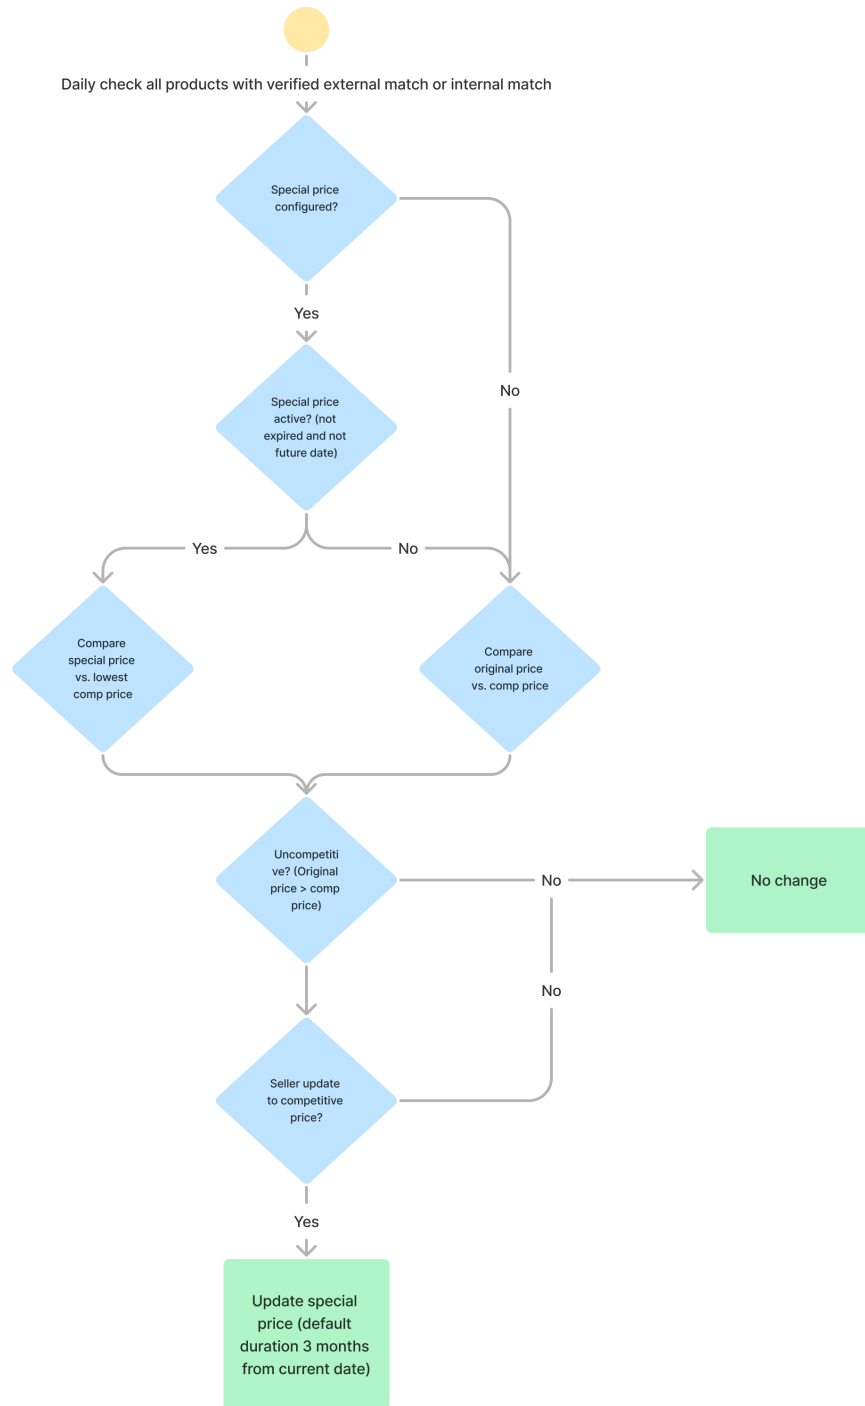 Daily check all products with verified external match or internal match
Special price
configured?
Yes
No
Special price
active? (not
expired and not
future date)
Yes
No
Compare
special price
vs. lowest
comp price
Compare
original price
vs. comp price
Uncompetiti
ve? (Original
price > comp
price)
No
No change
No
Seller update
to competitive
price?
Yes
Update special
price (default
duration 3 months
from current date)